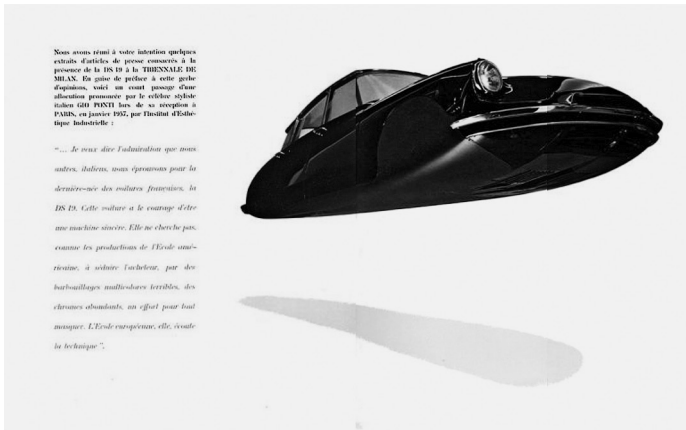 Nous avons réuni à votre intention quelques
extraits d'articles de presse consacrés à la
présence de la DS 19 à la TRIENNALE DE
MILAN. En guise de préface à cette gerbe
d'opinions, voici un court passage d'une
allocution prononcée par le célèbre styliste
italien GIO PONTI lors de sa réception à
PARIS, en janvier 1957, par l'Institut d'Esthé-
tique Industrielle :
“... Je veux dire l'admiration que nous
autres, italiens, nous éprouvons pour la
dernière-née des voitures françaises, la
DS 19. Cette voiture a le courage d'être
une machine sincère. Elle ne cherche pas,
comme les productions de l'Ecole amé-
ricaine, à séduire l'acheteur, par des
barbouillages multicolores terribles, des
chromes abondants, un effort pour tout
masquer. L'Ecole européenne, elle, écoute
la technique”.